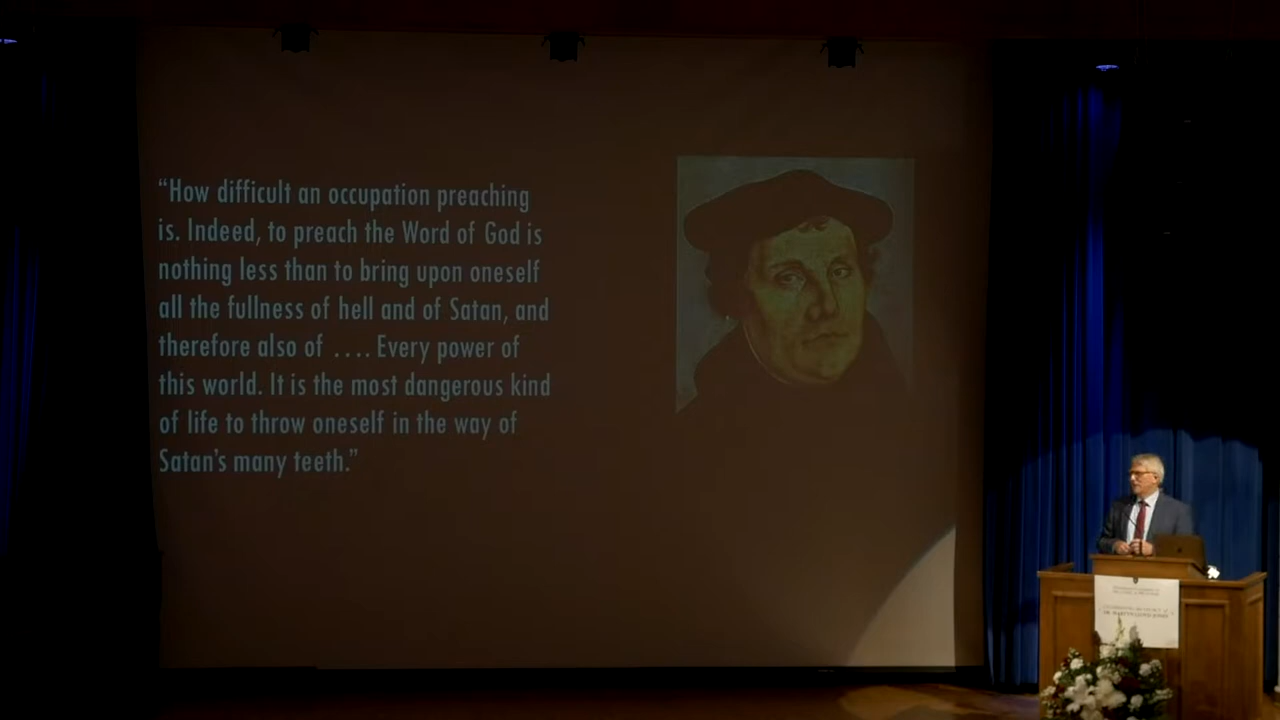 “How difficult an occupation preaching
is. Indeed, to preach the Word of God is
nothing less than to bring upon oneself
all the fullness of hell and of Satan, and
therefore also of .... Every power of
this world. It is the most dangerous kind
of life to throw oneself in the way of
Satan’s many teeth.”